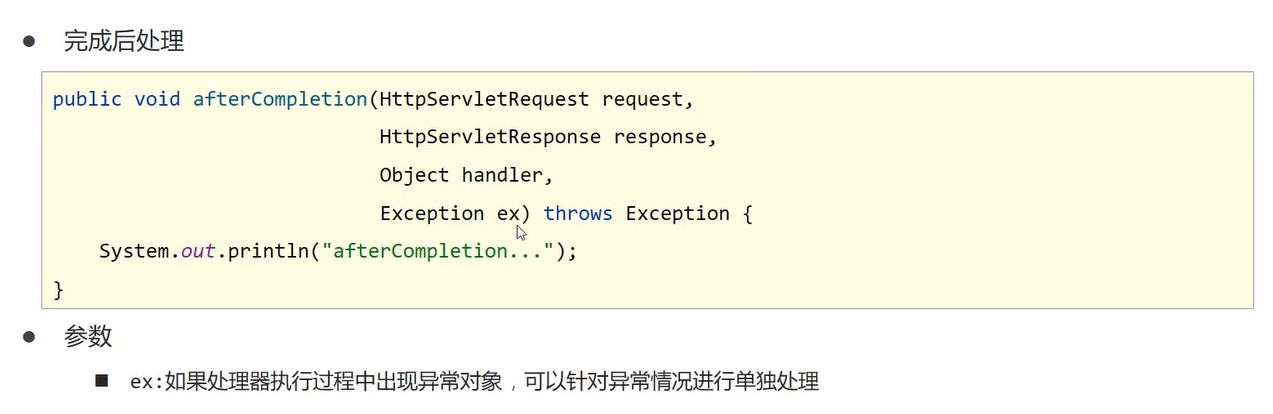 ● 完成后处理
public void afterCompletion(HttpServletRequest request,
HttpServletResponse response,
Object handler,
Exception ex) throws Exception {
System.out.println("afterCompletion...");
}
● 参数
■ ex:如果处理器执行过程中出现异常对象，可以针对异常情况进行单独处理